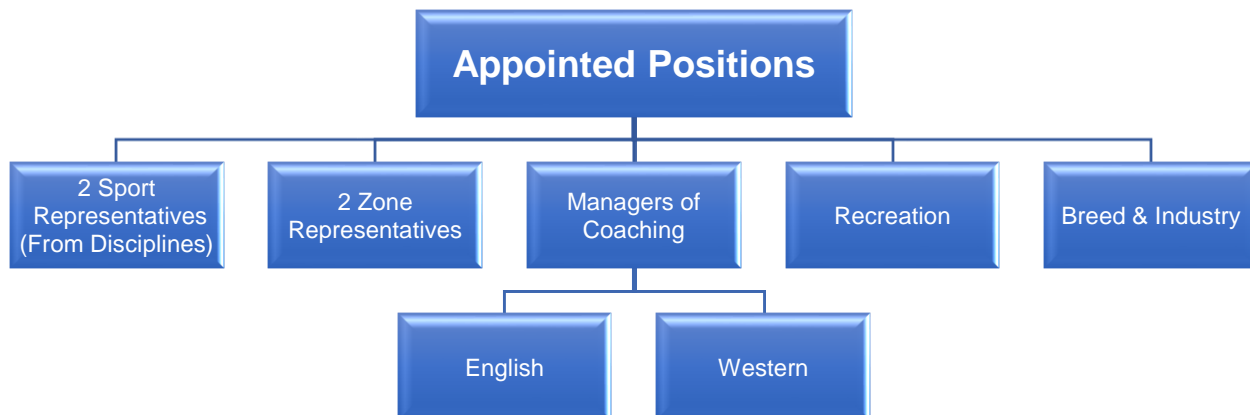 Appointed Positions
2 Sport
Representatives
(From Disciplines)
2 Zone
Representatives
Managers of
Coaching
Recreation
Breed & Industry
English
Western